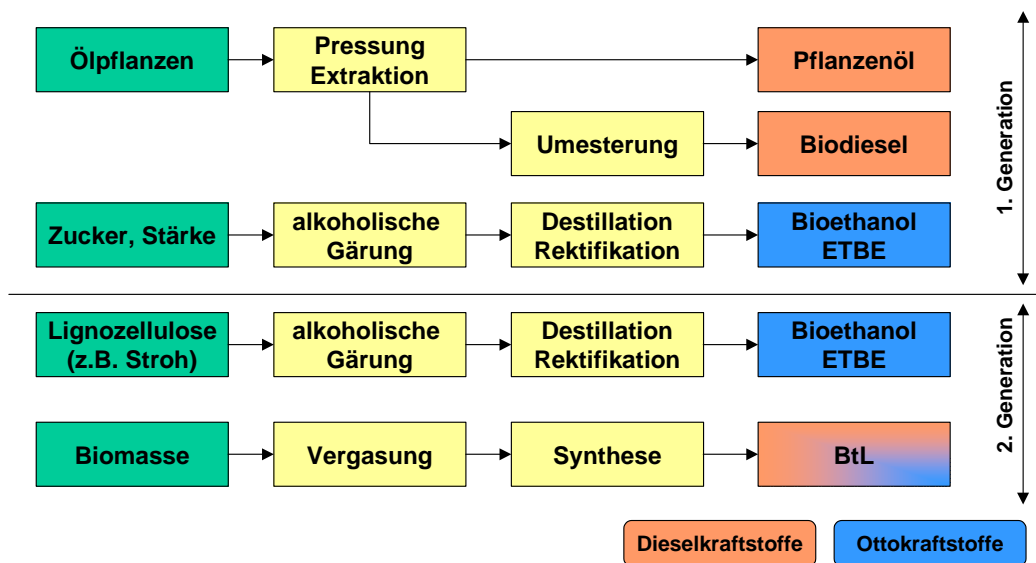 Ölpflanzen
Pressung
Extraktion
Pflanzenöl
Umesterung
Biodiesel
Zucker, Stärke
alkoholische
Gärung
Destillation
Rektifikation
Bioethanol
ETBE
1. Generation
Lignozellulose
(z.B. Stroh)
alkoholische
Gärung
Destillation
Rektifikation
Bioethanol
ETBE
Biomasse
Vergasung
Synthese
BtL
2. Generation
Dieselkraftstoffe
Ottokraftstoffe